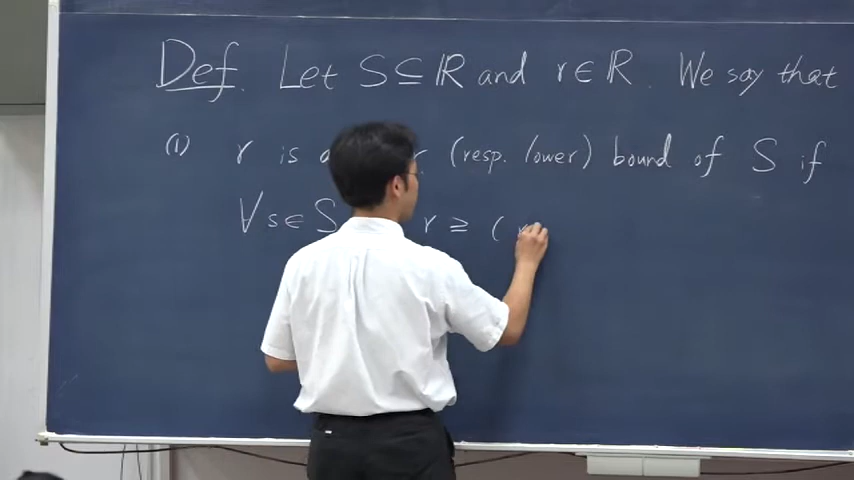 Def. Let S ⊆ ℝ and r ∈ ℝ. We say that
(1) r is (resp. lower) bound of S if
∀ s ∈ S r ≥ (